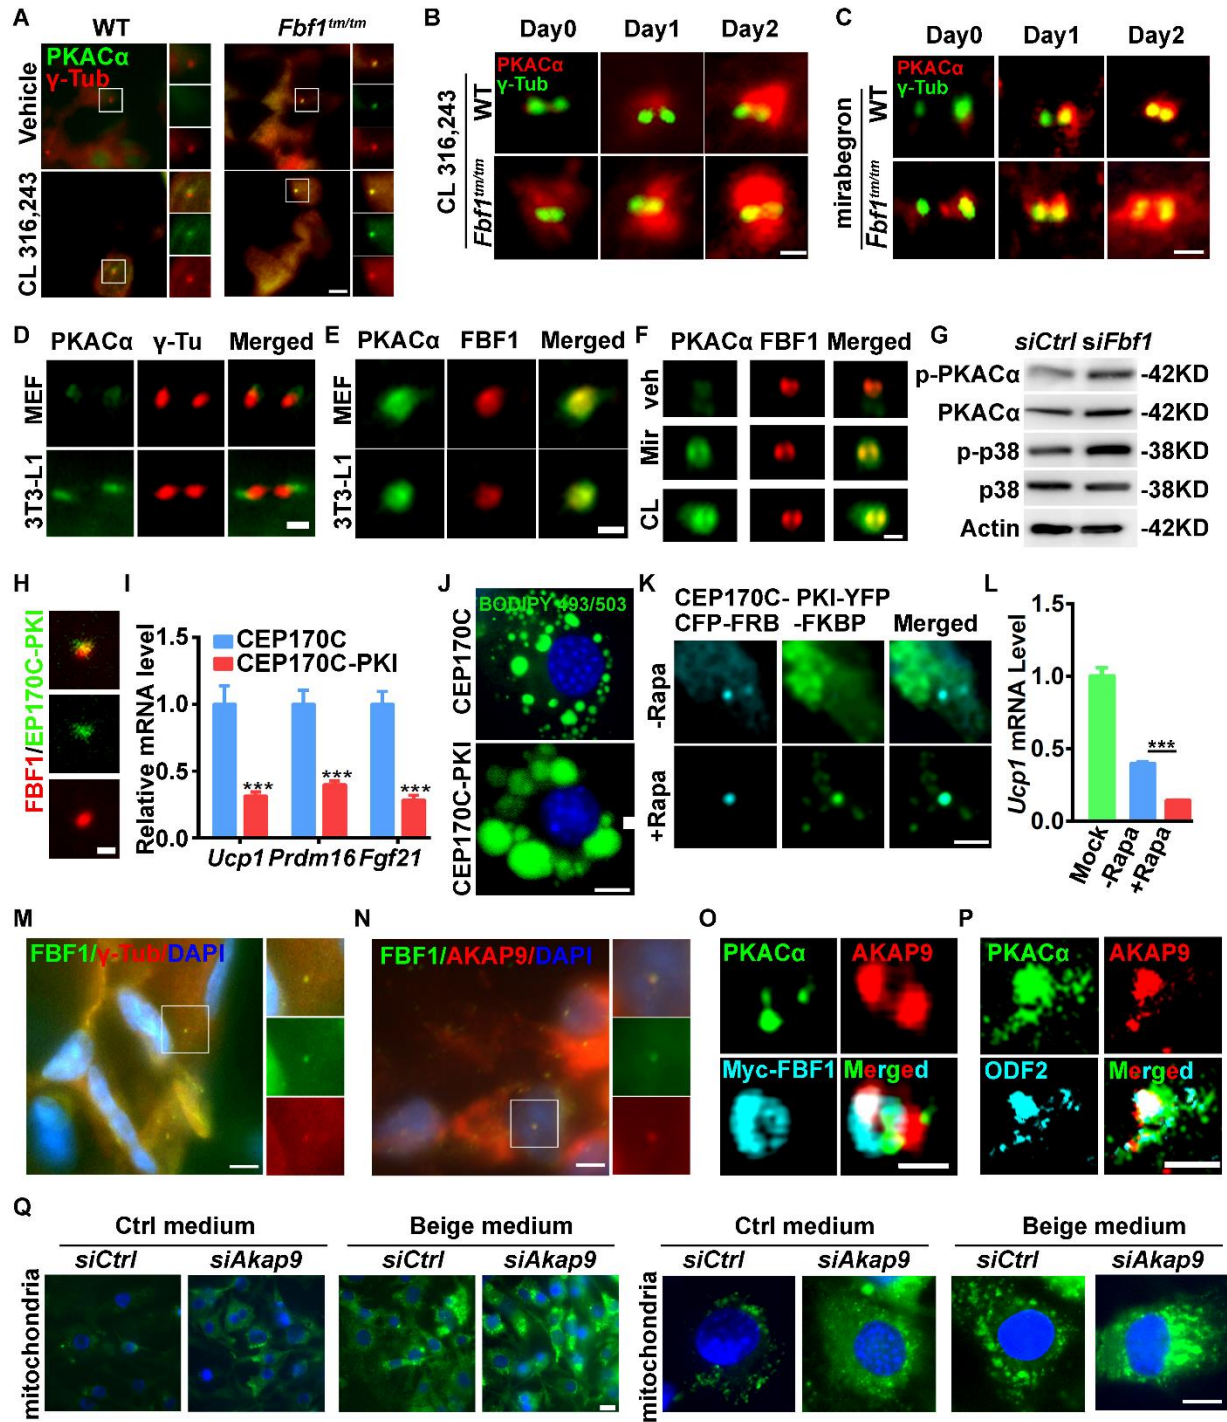 A
WT
Fbf1tm/tm
PKACα
γ-Tub
Vehicle
CL 316,243
B
Day0 Day1 Day2
PKACα
γ-Tub
CL 316,243
WT
Fbf1tm/tm
C
Day0 Day1 Day2
PKACα
γ-Tub
mirabegron
WT
Fbf1tm/tm
D
PKACα γ-Tu Merged
MEF
3T3-L1
E
PKACα FBF1 Merged
MEF
3T3-L1
F
PKACα FBF1 Merged
veh
Mir
CL
G
siCtrl siFbf1
p-PKACα -42KD
PKACα -42KD
p-p38 -38KD
p38 -38KD
Actin -42KD
H
FBF1/EP170C-PKI
I
Relative mRNA level
1.5
1.0
0.5
0.0
CEP170C
CEP170C-PKI
*** *** ***
Ucp1 Prdm16 Fgf21
J
BODIPY 493/503
CEP170C
CEP170C-PKI
K
CEP170C- PKI-YFP
CFP-FRB -FKBP Merged
-Rapa
+Rapa
L
Ucp1 mRNA Level
1.5
1.0
0.5
0.0
***
Mock
-Rapa
+Rapa
M
FBF1/γ-Tub/DAPI
N
FBF1/AKAP9/DAPI
O
PKACα AKAP9
Myc-FBF1 Merged
P
PKACα AKAP9
ODF2 Merged
Q
Ctrl medium Beige medium Ctrl medium Beige medium
siCtrl siAkap9 siCtrl siAkap9 siCtrl siAkap9 siCtrl siAkap9
mitochondria
mitochondria